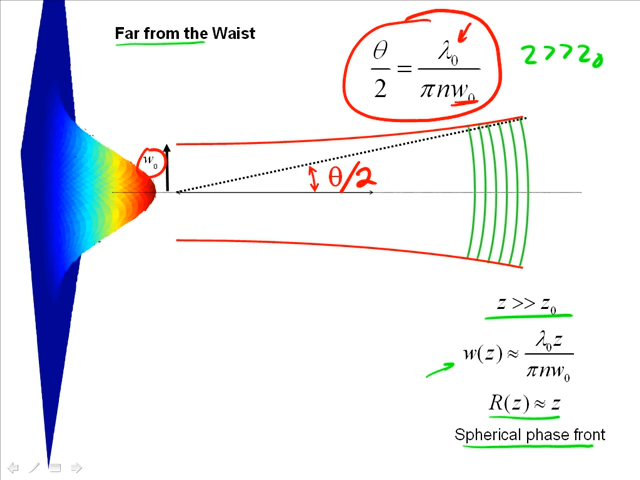 Far from the Waist
θ/2 = λ₀/πnw₀
z >> z₀
w₀
θ/2
z >> z₀
w(z) ≈ λ₀z/πnw₀
R(z) ≈ z
Spherical phase front